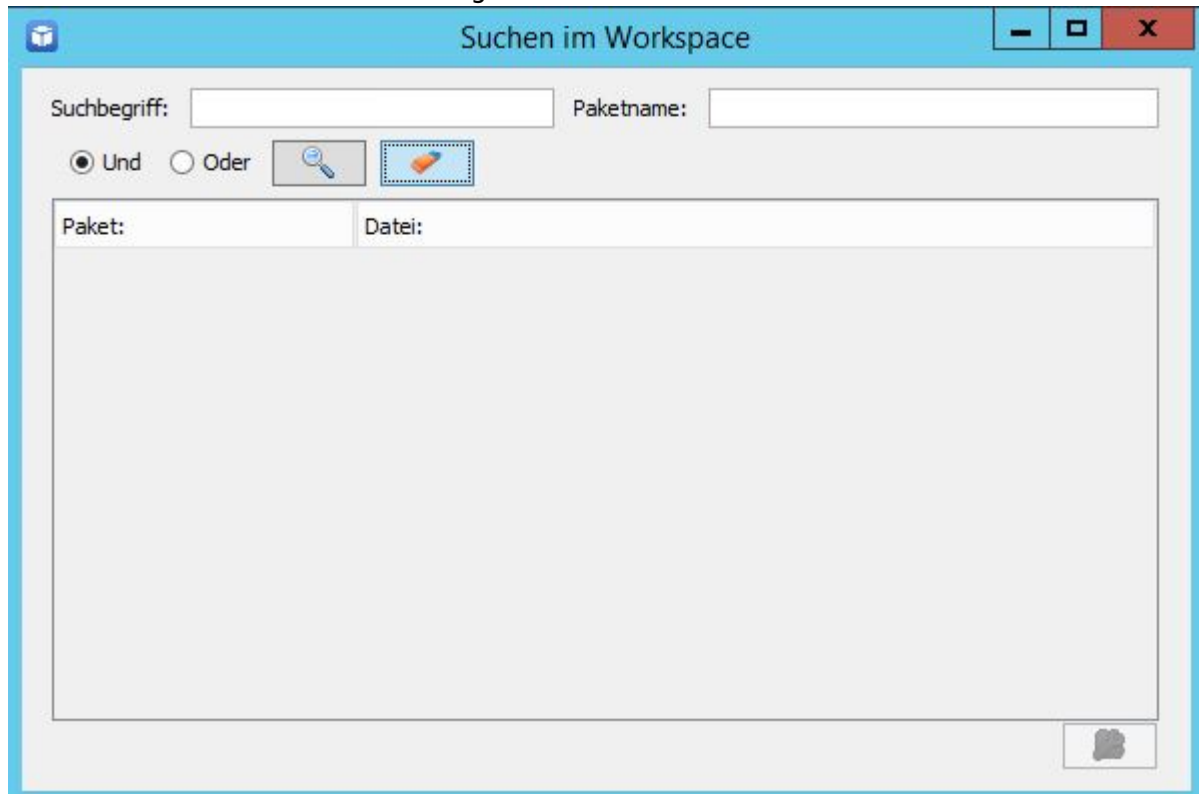 Suchen im Workspace
Suchbegriff: Paketname:
Und Oder
Paket: Datei: